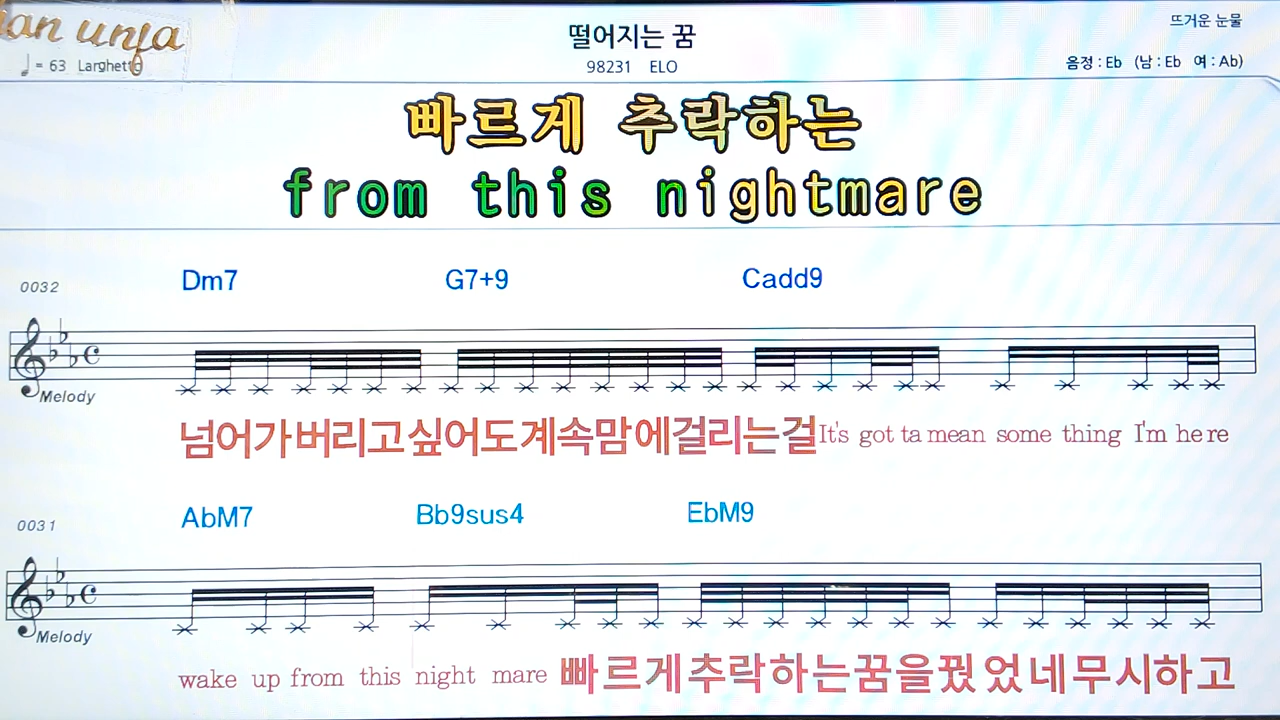 떨어지는 꿈
뜨거운 눈물
♩ = 63 Larghetto
98231 ELO
음정 : Eb (남 : Eb 여 : Ab)
빠르게 추락하는
from this nightmare
0032
Dm7 G7+9 Cadd9
Melody
넘어가버리고싶어도계속맘에걸리는걸It's got ta mean some thing I'm here
0031
AbM7 Bb9sus4 EbM9
Melody
wake up from this night mare 빠르게추락하는꿈을꿨었네무시하고